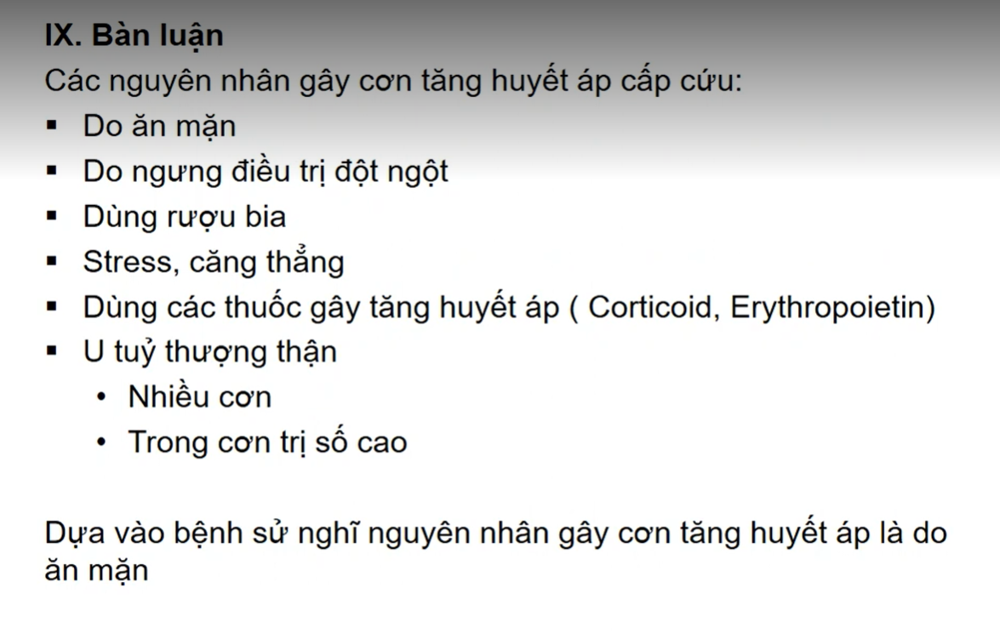 IX. Bàn luận
Các nguyên nhân gây cơn tăng huyết áp cấp cứu:
▪ Do ăn mặn
▪ Do ngưng điều trị đột ngột
▪ Dùng rượu bia
▪ Stress, căng thẳng
▪ Dùng các thuốc gây tăng huyết áp ( Corticoid, Erythropoietin)
▪ U tuỷ thượng thận
• Nhiều cơn
• Trong cơn trị số cao
Dựa vào bệnh sử nghĩ nguyên nhân gây cơn tăng huyết áp là do
ăn mặn